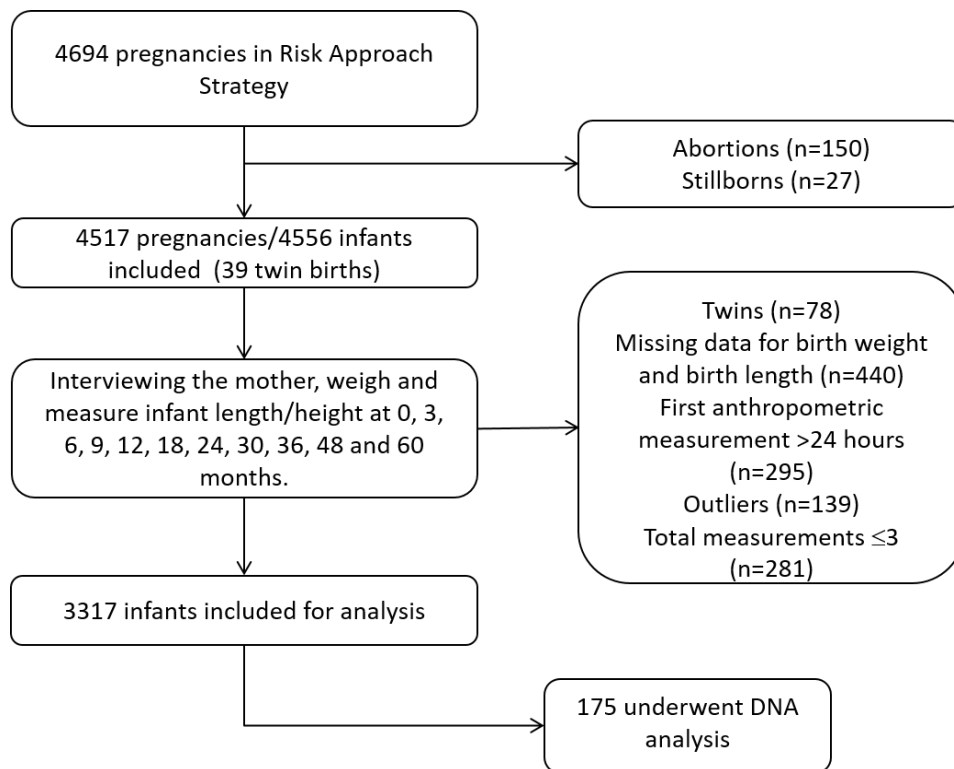 4694 pregnancies in Risk Approach
Strategy
Abortions (n=150)
Stillborns (n=27)
4517 pregnancies/4556 infants
included (39 twin births)
Interviewing the mother, weigh and
measure infant length/height at 0, 3,
6, 9, 12, 18, 24, 30, 36, 48 and 60
months.
Twins (n=78)
Missing data for birth weight
and birth length (n=440)
First anthropometric
measurement >24 hours
(n=295)
Outliers (n=139)
Total measurements ≤3
(n=281)
3317 infants included for analysis
175 underwent DNA
analysis